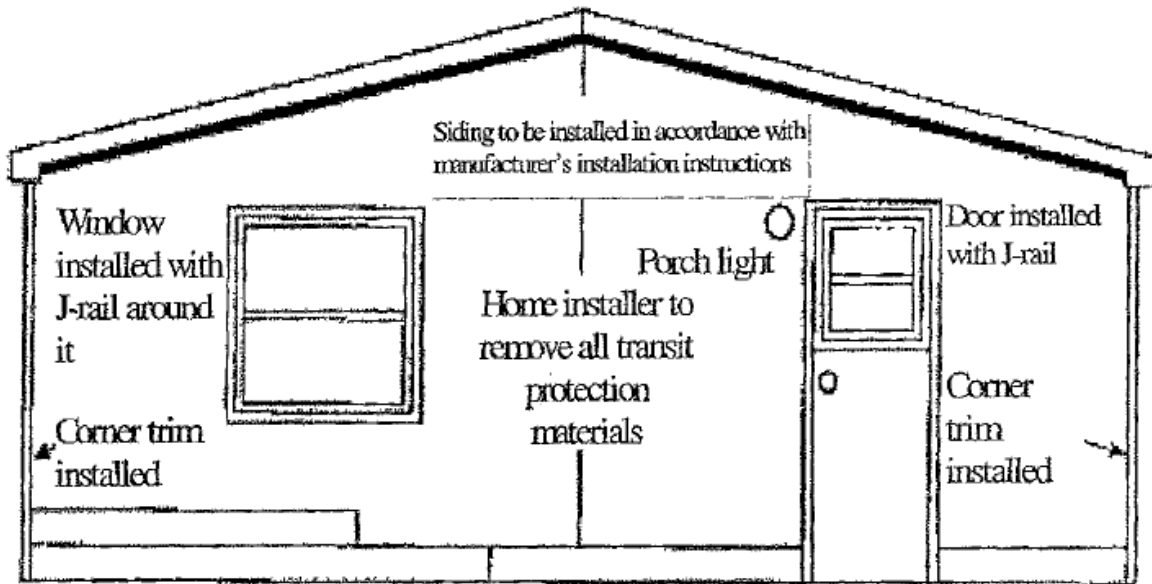 Siding to be installed in accordance with
manufacturer's installation instructions
Window
installed with
J-rail around
it
Porch light
Door installed
with J-rail
Home installer to
remove all transit
protection
materials
Corner trim
installed
Corner
trim
installed